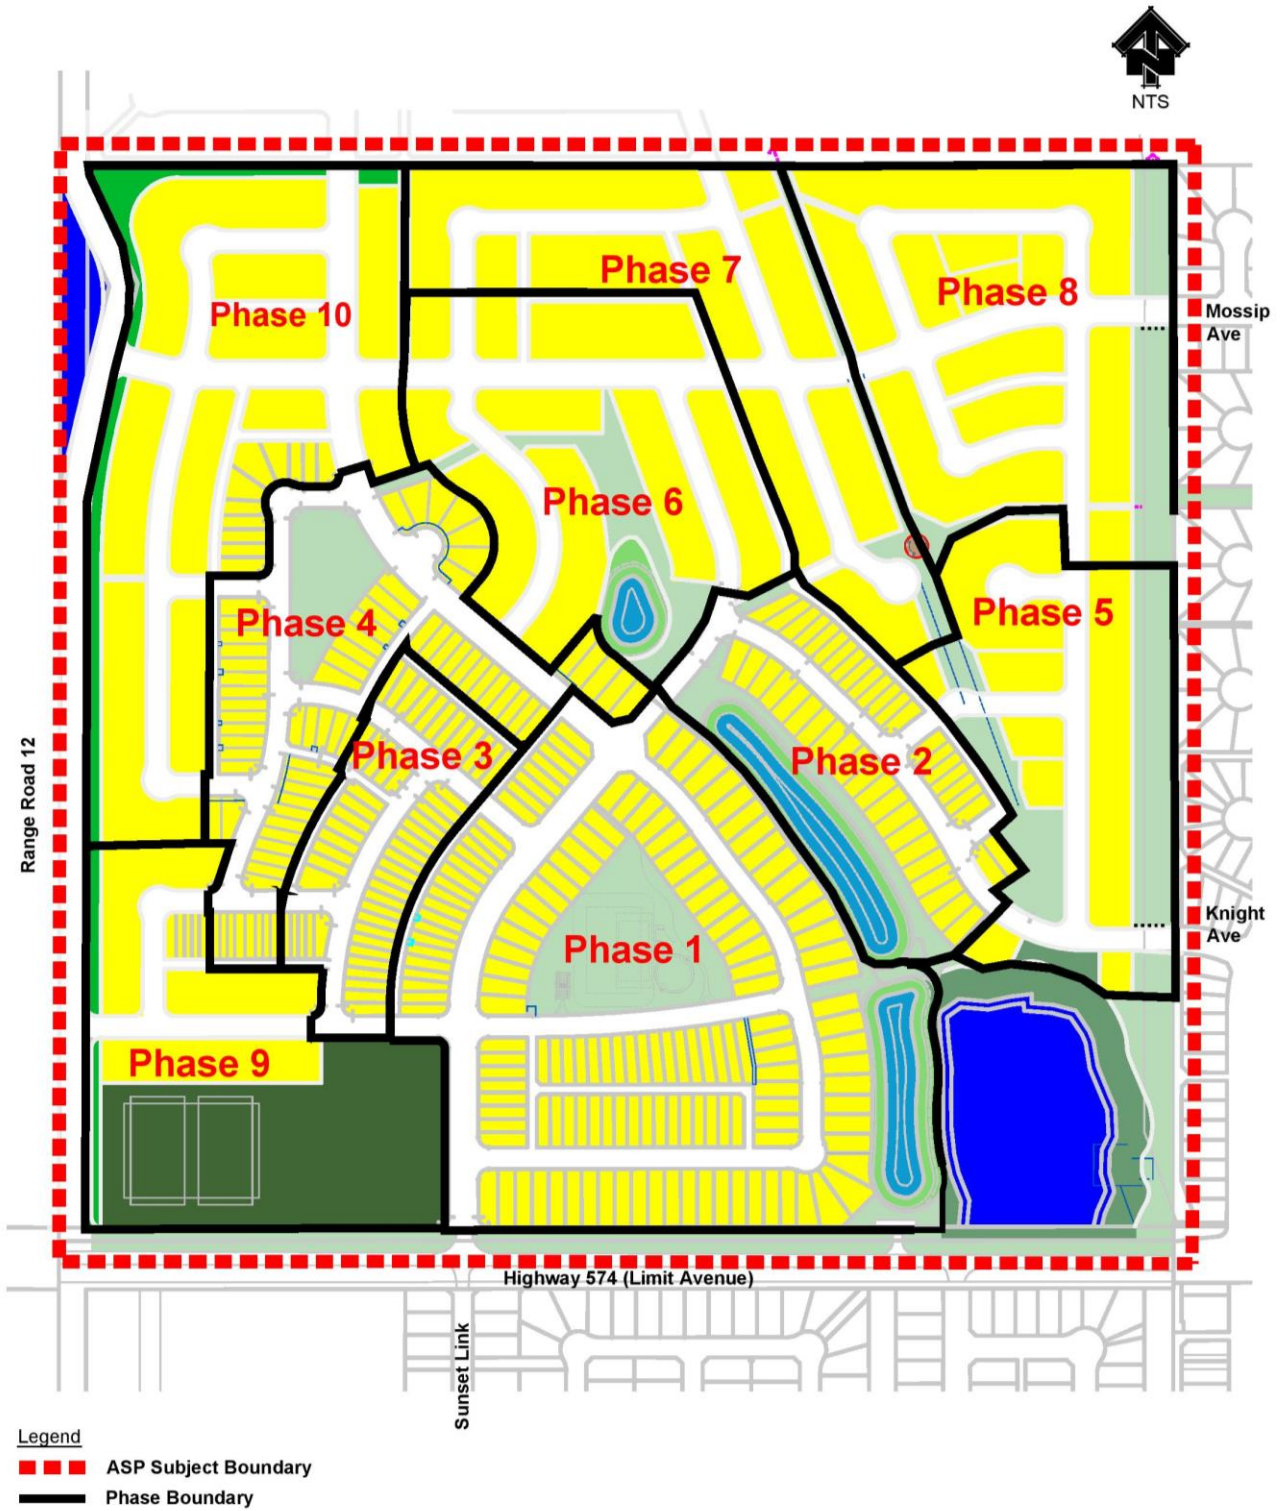 NTS
Phase 7
Phase 8
Phase 10
Mossip
Ave
Phase 6
Phase 5
Phase 4
Phase 3
Phase 2
Range Road 12
Knight
Ave
Phase 1
Phase 9
Highway 574 (Limit Avenue)
Sunset Link
Legend
ASP Subject Boundary
Phase Boundary